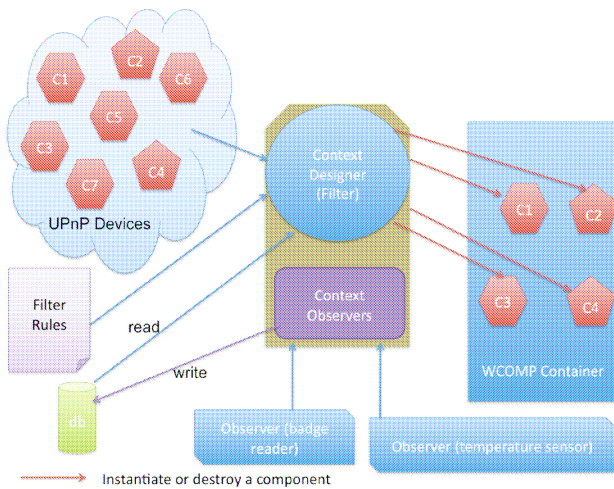 C1
C2
C6
C5
C3
C4
C7
UPnP Devices
Context
Designer
(Filter)
C1
C2
C3
C4
WCOMP Container
Filter
Rules
read
Context
Observers
write
db
Observer (badge
reader)
Observer (temperature sensor)
Instantiate or destroy a component